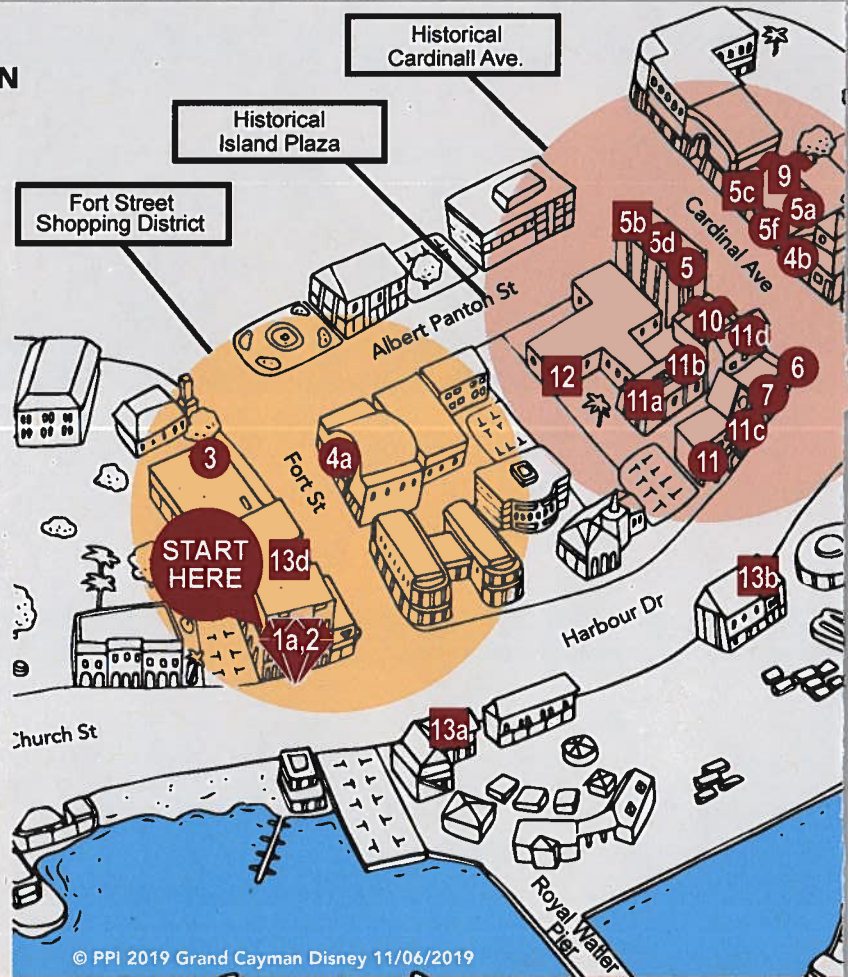 N
Historical
Cardinall Ave.
Historical
Island Plaza
Fort Street
Shopping District
5c
9
5a
5f
4b
Cardinal Ave
5b
5d
5
Albert Panton St
10
11d
6
12
11b
7
11a
11c
11
3
4a
Fort St
START
HERE
13d
13b
1a,2
Harbour Dr
Church St
13a
Royal Watler
Pier
© PPI 2019 Grand Cayman Disney 11/06/2019